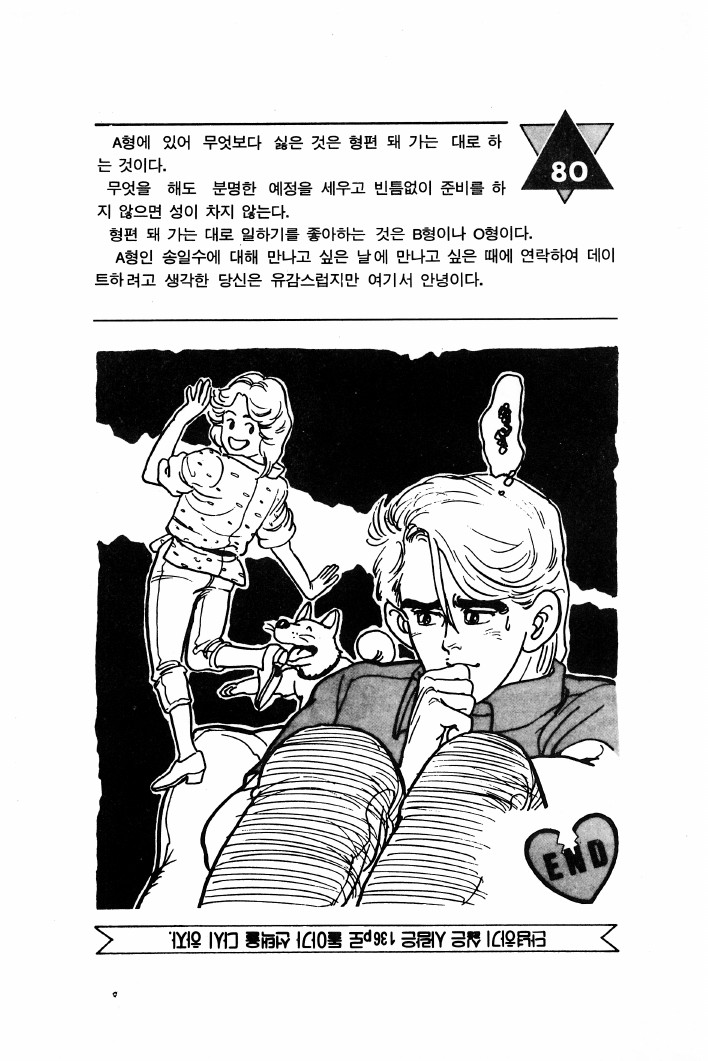 80
A형에 있어 무엇보다 싫은 것은 형편 돼 가는 대로 하
는 것이다.
무엇을 해도 분명한 예정을 세우고 빈틈없이 준비를 하
지 않으면 성이 차지 않는다.
형편 돼 가는 대로 일하기를 좋아하는 것은 B형이나 O형이다.
A형인 송일수에 대해 만나고 싶은 날에 만나고 싶은 때에 연락하여 데이
트하려고 생각한 당신은 유감스럽지만 여기서 안녕이다.
END
단념하기 싫은 사람은 136p로 돌아가 선택을 다시 하자.